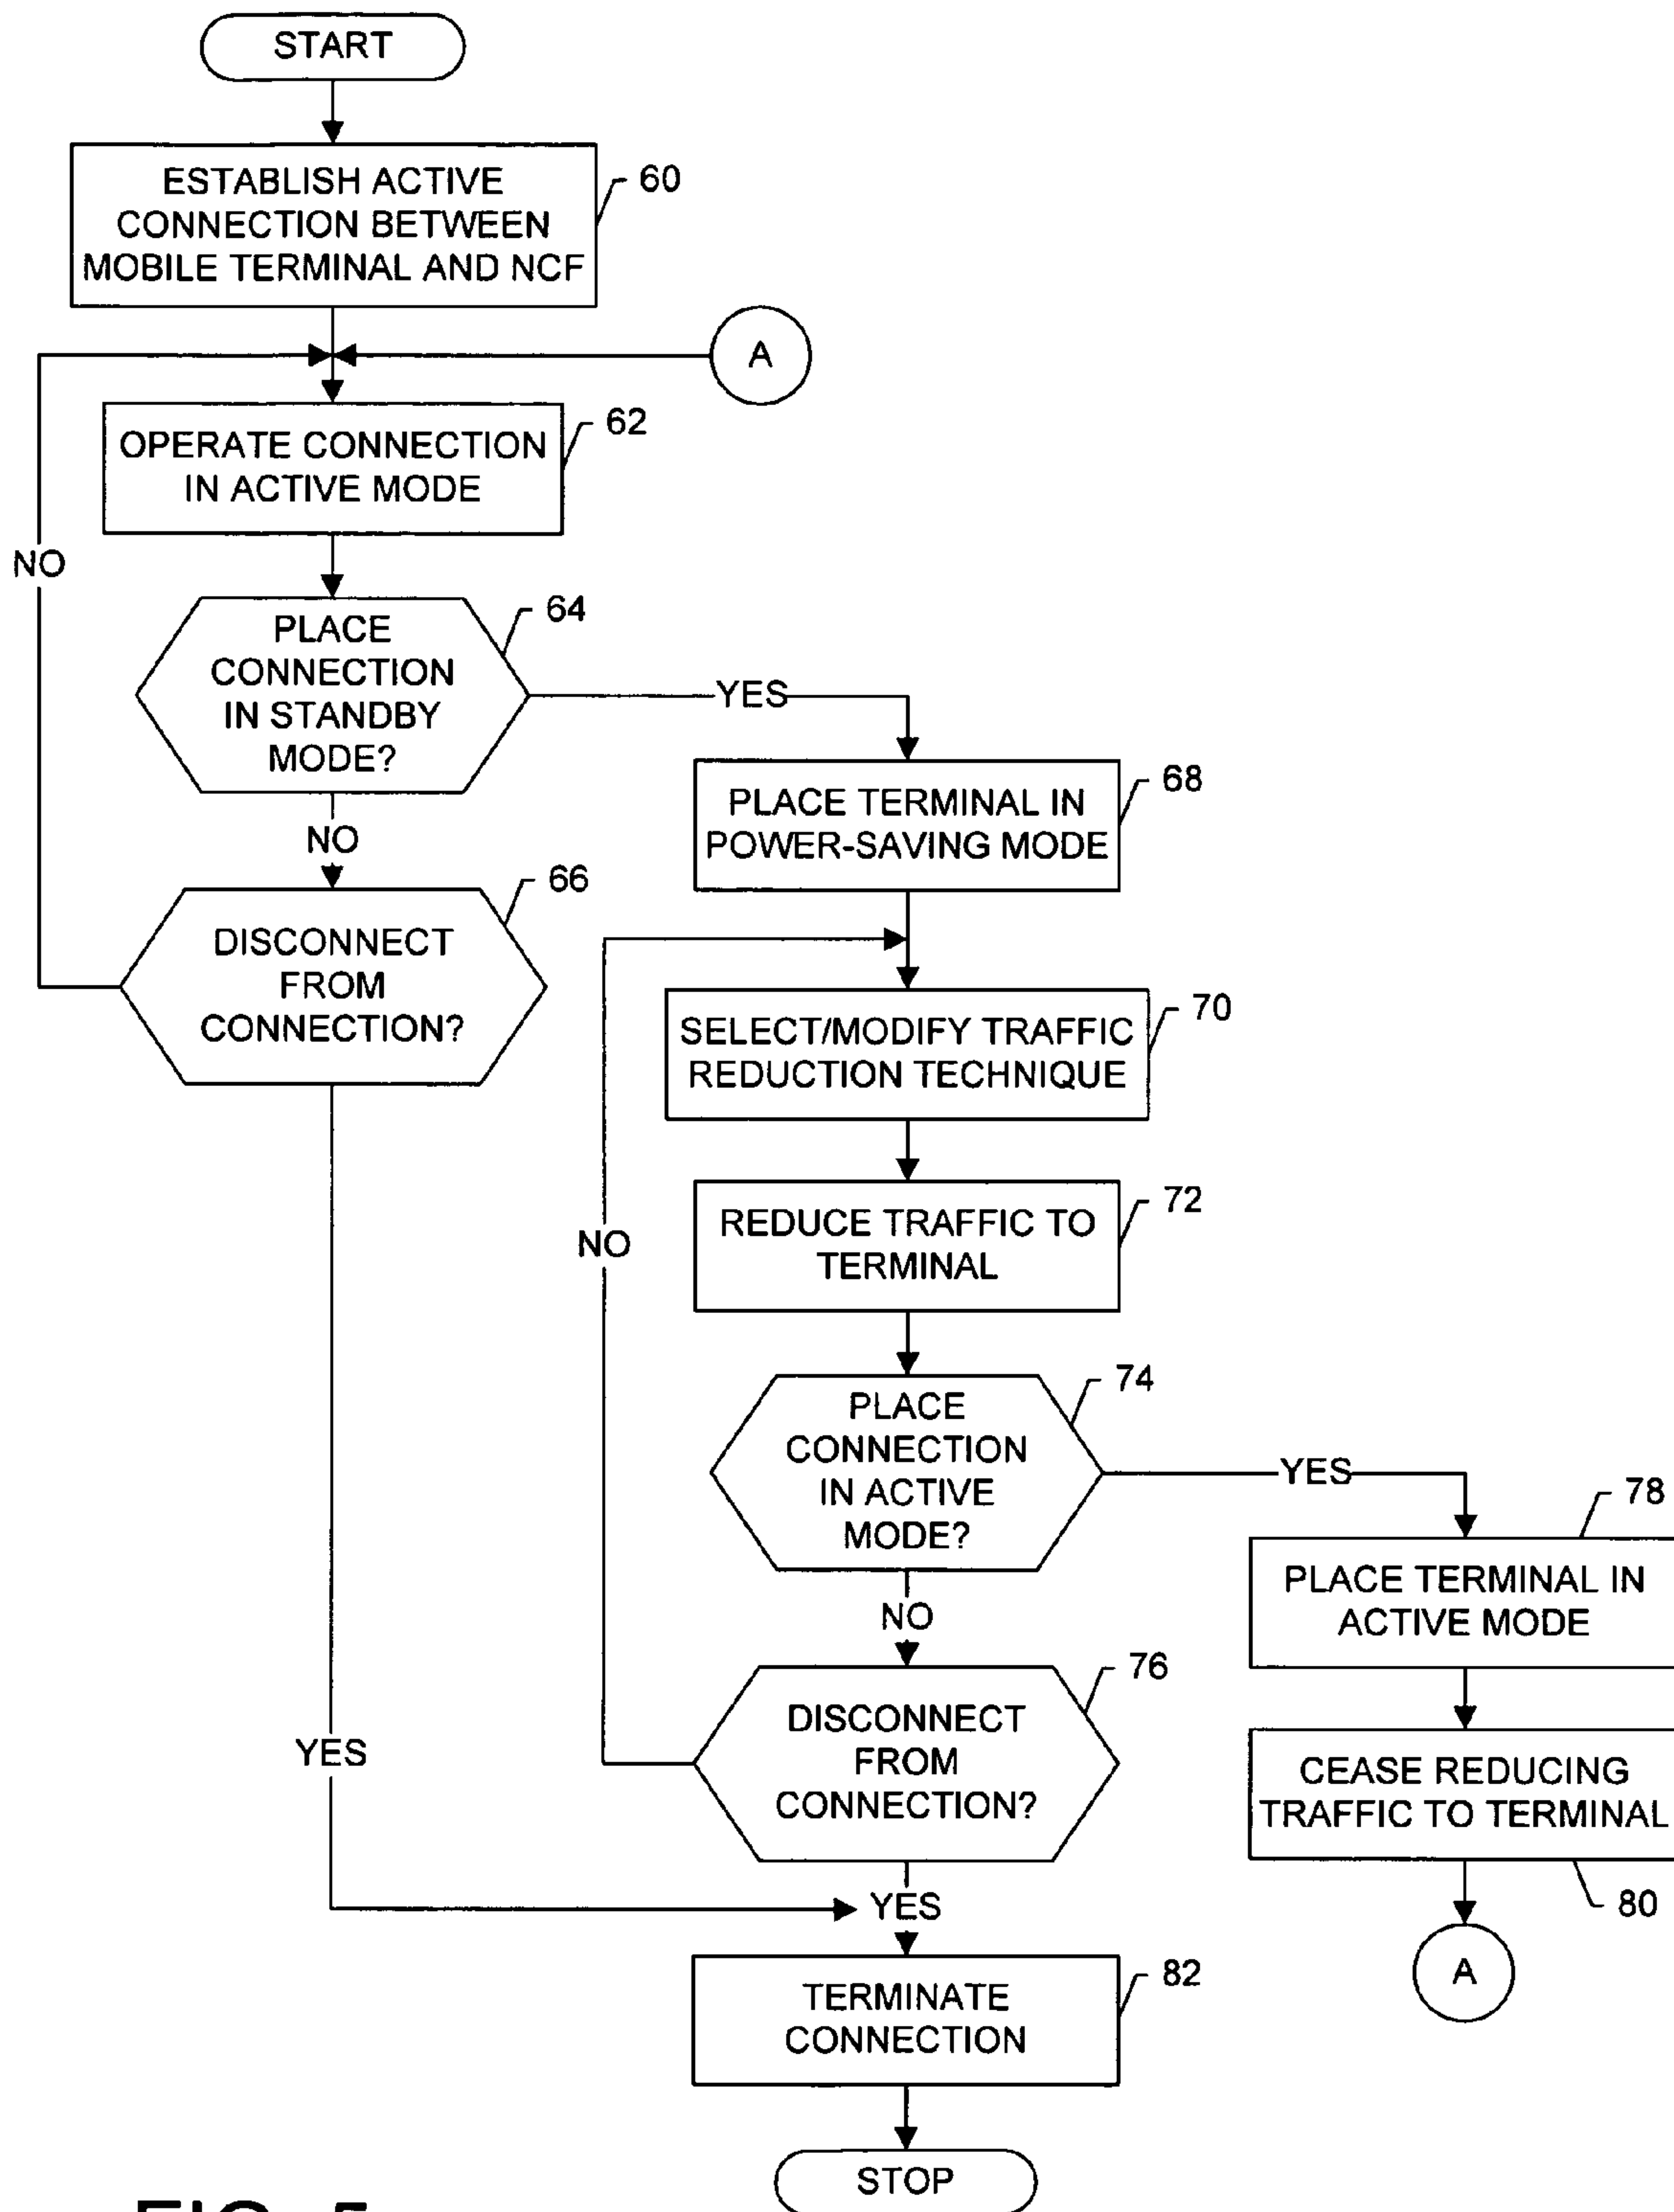 START
ESTABLISH ACTIVE
CONNECTION BETWEEN
MOBILE TERMINAL AND NCF
60
A
OPERATE CONNECTION
IN ACTIVE MODE
62
NO
PLACE
CONNECTION
IN STANDBY
MODE?
64
YES
NO
PLACE TERMINAL IN
POWER-SAVING MODE
68
DISCONNECT
FROM
CONNECTION?
66
SELECT/MODIFY TRAFFIC
REDUCTION TECHNIQUE
70
REDUCE TRAFFIC TO
TERMINAL
72
NO
PLACE
CONNECTION
IN ACTIVE
MODE?
74
YES
NO
PLACE TERMINAL IN
ACTIVE MODE
78
DISCONNECT
FROM
CONNECTION?
76
YES
CEASE REDUCING
TRAFFIC TO TERMINAL
80
YES
A
TERMINATE
CONNECTION
82
STOP
FIG. 5